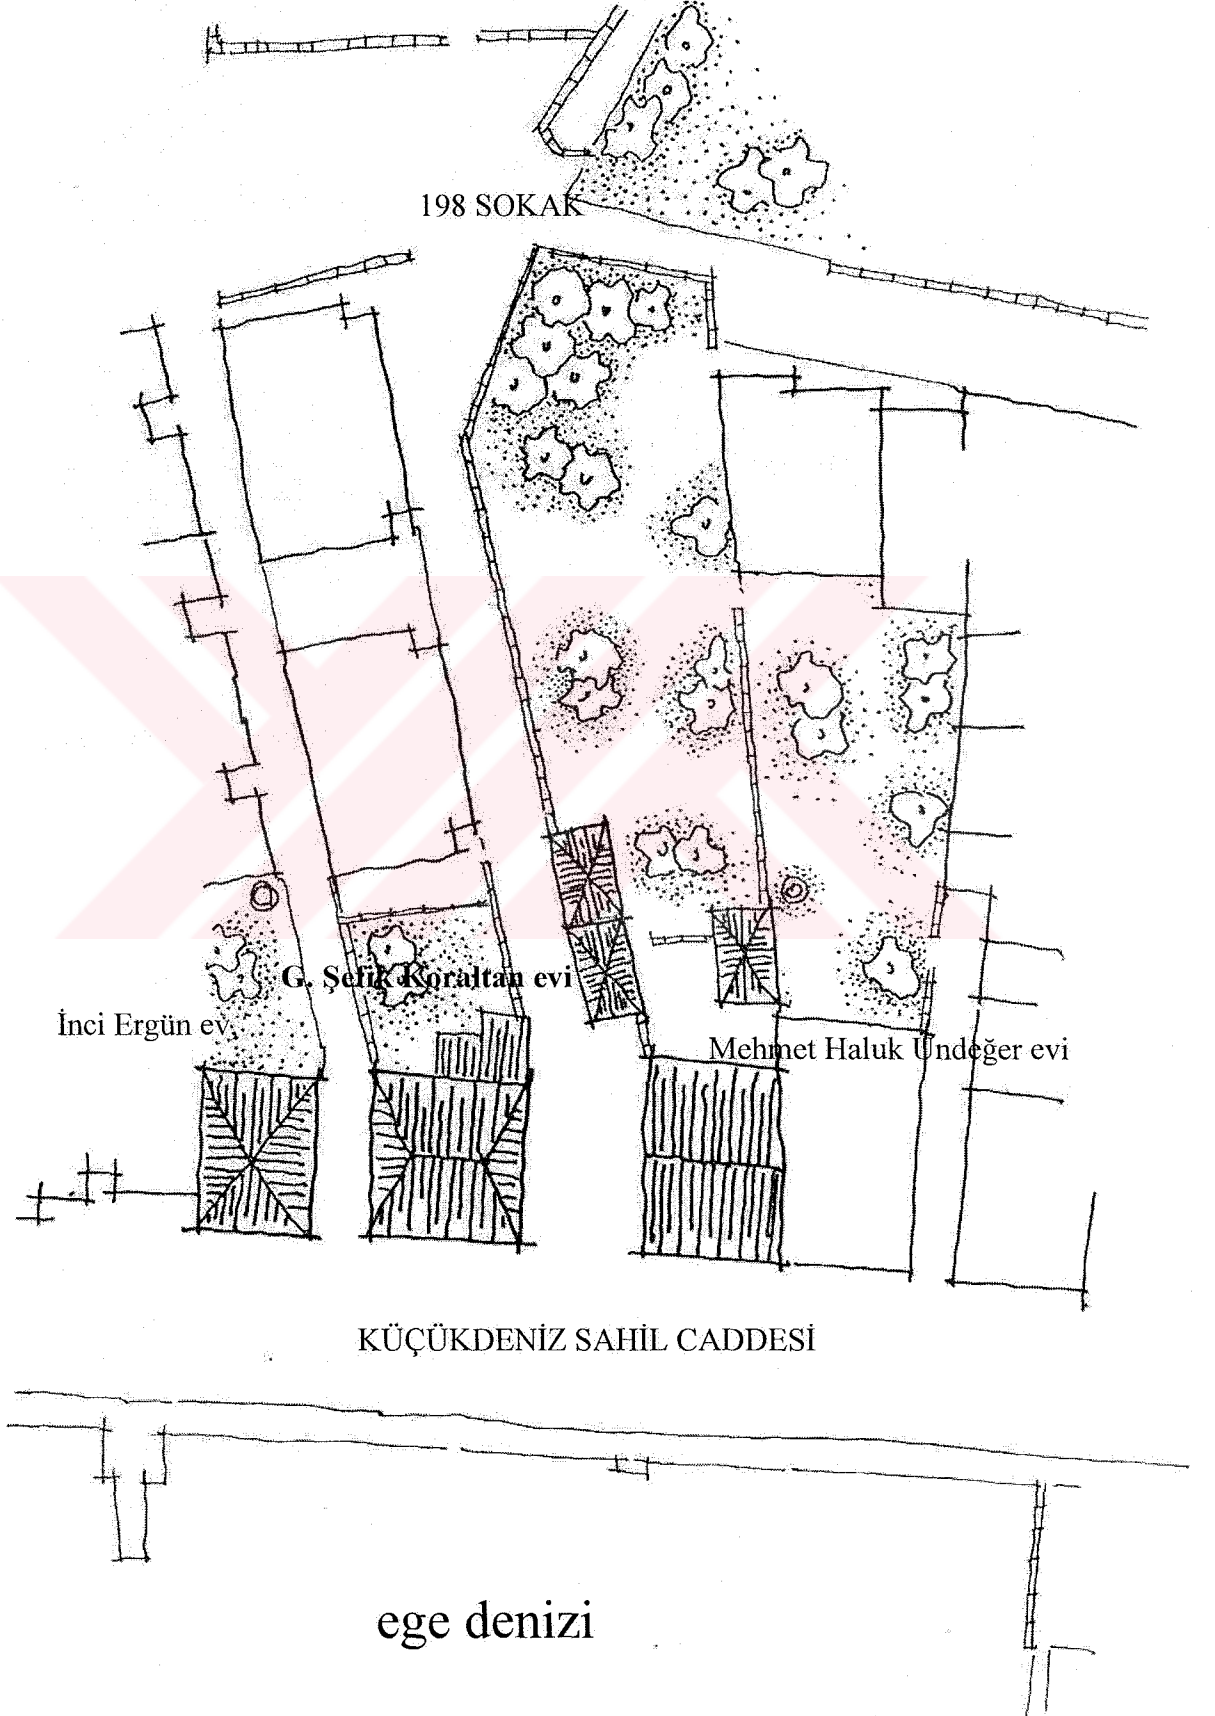 198 SOKAK
G. Şefik Koraltan evi
İnci Ergün ev
Mehmet Haluk Ündeğer evi
KÜÇÜKDENİZ SAHİL CADDESİ
ege denizi